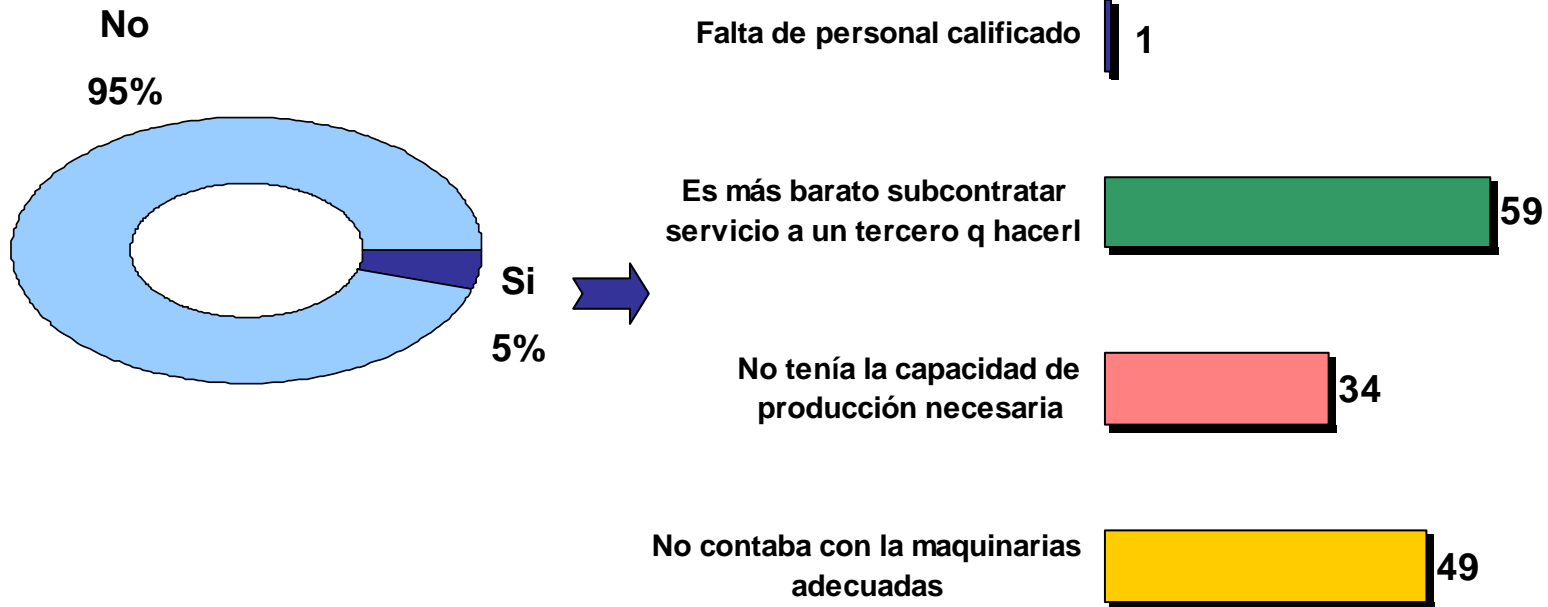 No
95%
Si
5%
Falta de personal calificado
1
Es más barato subcontratar
servicio a un tercero q hacerl
59
No tenía la capacidad de
producción necesaria
34
No contaba con la maquinarias
adecuadas
49